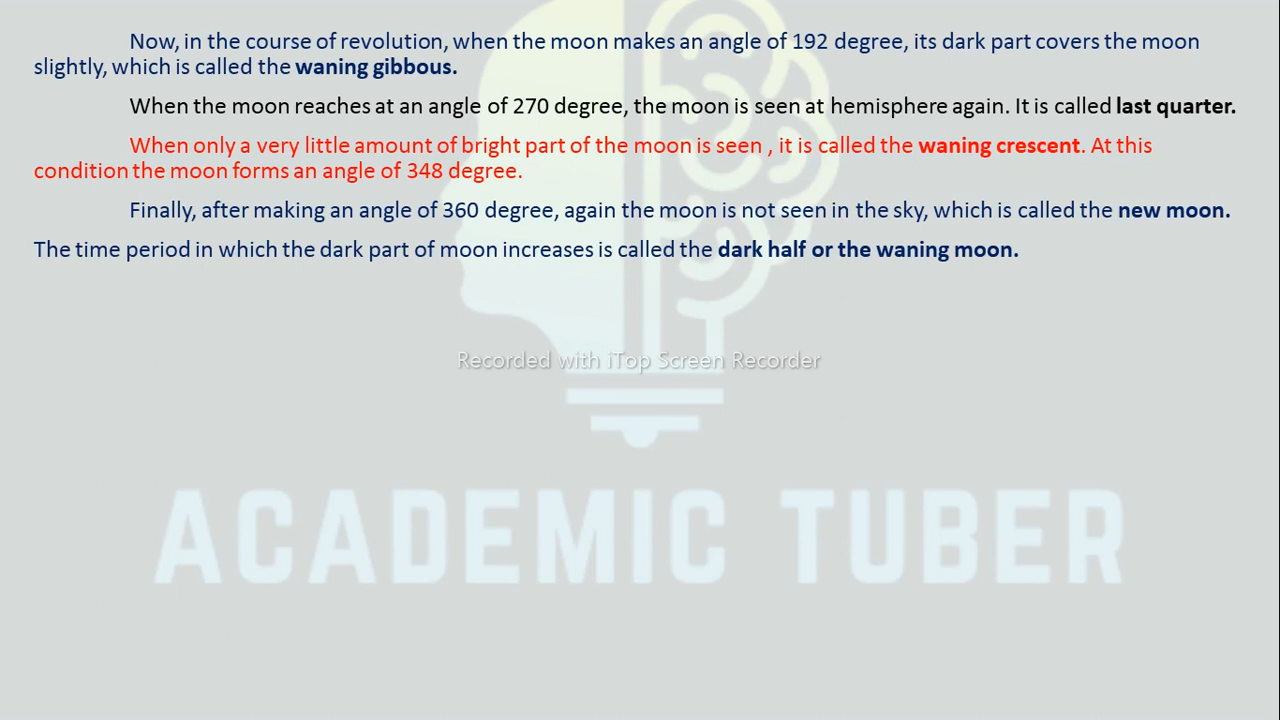 Now, in the course of revolution, when the moon makes an angle of 192 degree, its dark part covers the moon
slightly, which is called the waning gibbous.
When the moon reaches at an angle of 270 degree, the moon is seen at hemisphere again. It is called last quarter.
When only a very little amount of bright part of the moon is seen , it is called the waning crescent. At this
condition the moon forms an angle of 348 degree.
Finally, after making an angle of 360 degree, again the moon is not seen in the sky, which is called the new moon.
The time period in which the dark part of moon increases is called the dark half or the waning moon.
Recorded with iTop Screen Recorder
ACADEMIC TUBER